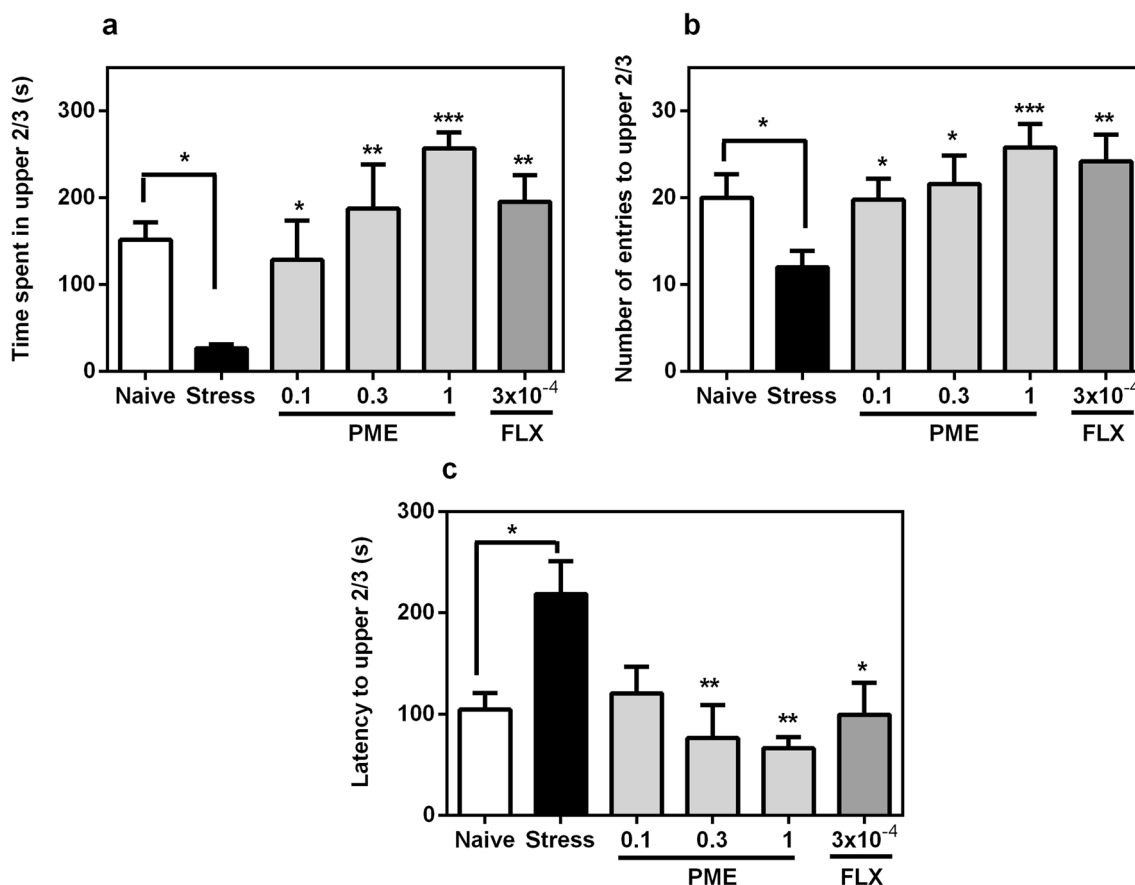 a
Time spent in upper 2/3 (s)
300
200
100
0
*
*
**
***
**
Naive Stress 0.1 0.3 1 3x10⁻⁴
PME FLX
b
Number of entries to upper 2/3
30
20
10
0
*
*
*
***
**
Naive Stress 0.1 0.3 1 3x10⁻⁴
PME FLX
c
Latency to upper 2/3 (s)
300
200
100
0
*
**
**
*
Naive Stress 0.1 0.3 1 3x10⁻⁴
PME FLX